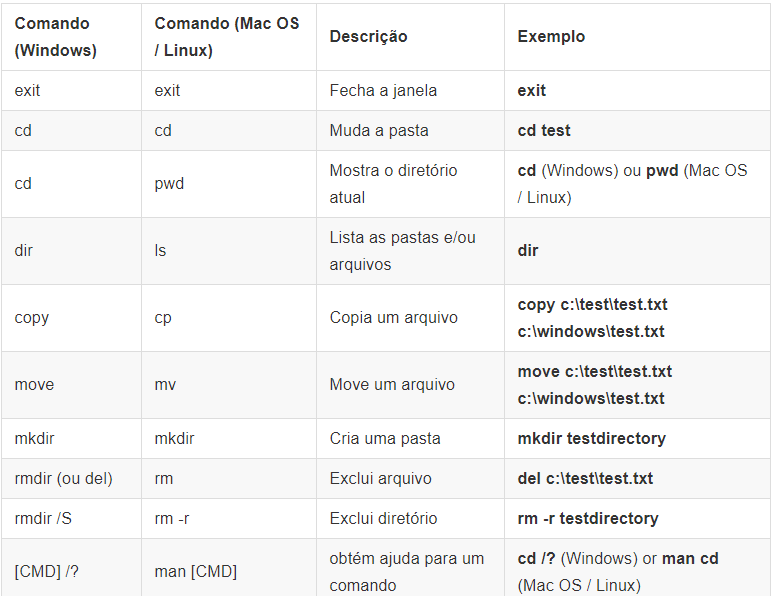 Comando (Windows) Comando (Mac OS / Linux) Descrição Exemplo
exit exit Fecha a janela exit
cd cd Muda a pasta cd test
cd pwd Mostra o diretório atual cd (Windows) ou pwd (Mac OS / Linux)
dir ls Lista as pastas e/ou arquivos dir
copy cp Copia um arquivo copy c:\test\test.txt c:\windows\test.txt
move mv Move um arquivo move c:\test\test.txt c:\windows\test.txt
mkdir mkdir Cria uma pasta mkdir testdirectory
rmdir (ou del) rm Exclui arquivo del c:\test\test.txt
rmdir /S rm -r Exclui diretório rm -r testdirectory
[CMD] /? man [CMD] obtém ajuda para um comando cd /? (Windows) or man cd (Mac OS / Linux)